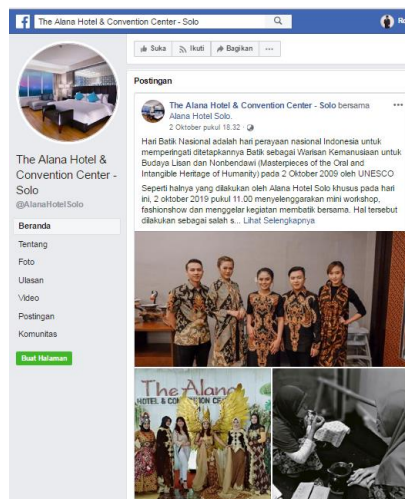 The Alana Hotel & Convention Center - Solo
Suka
Ikuti
Bagikan
Postingan
The Alana Hotel & Convention Center - Solo bersama
Alana Hotel Solo.
2 Oktober pukul 18.32 ·
Hari Batik Nasional adalah hari perayaan nasional Indonesia untuk
memperingati ditetapkannya Batik sebagai Warisan Kemanusiaan untuk
Budaya Lisan dan Nonbendawi (Masterpieces of the Oral and
Intangible Heritage of Humanity) pada 2 Oktober 2009 oleh UNESCO
Seperti halnya yang dilakukan oleh Alana Hotel Solo khusus pada hari
ini, 2 oktober 2019 pukul 11.00 menyelenggarakan mini workshop,
fashionshow dan menggelar kegiatan membatik bersama. Hal tersebut
dilakukan sebagai salah s... Lihat Selengkapnya
The Alana Hotel &
Convention Center -
Solo
@AlanaHotelSolo
Beranda
Tentang
Foto
Ulasan
Video
Postingan
Komunitas
Buat Halaman
The Alana
HOTEL & CONVENTION CENTER